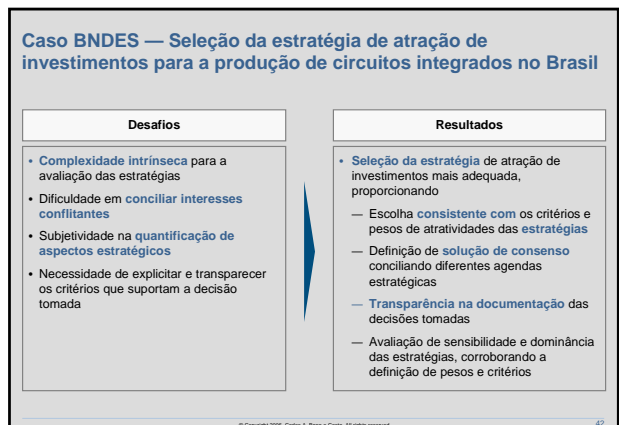 Caso BNDES — Seleção da estratégia de atração de
investimentos para a produção de circuitos integrados no Brasil
Desafios
• Complexidade intrínseca para a
avaliação das estratégias
• Dificuldade em conciliar interesses
conflitantes
• Subjetividade na quantificação de
aspectos estratégicos
• Necessidade de explicitar e transparecer
os critérios que suportam a decisão
tomada
Resultados
• Seleção da estratégia de atração de
investimentos mais adequada,
proporcionando
— Escolha consistente com os critérios e
pesos de atratividades das estratégias
— Definição de solução de consenso
conciliando diferentes agendas
estratégicas
— Transparência na documentação das
decisões tomadas
— Avaliação de sensibilidade e dominância
das estratégias, corroborando a
definição de pesos e critérios
42